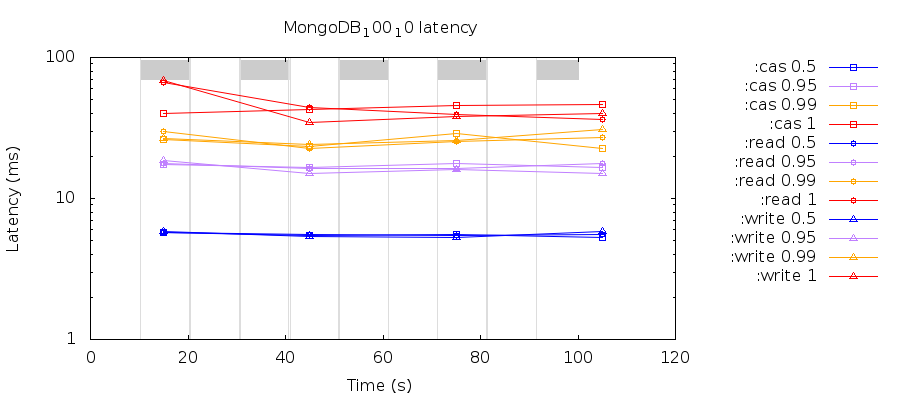 MongoDB₁00₁0 latency
100
10
1
Latency (ms)
0 20 40 60 80 100 120
Time (s)
:cas 0.5
:cas 0.95
:cas 0.99
:cas 1
:read 0.5
:read 0.95
:read 0.99
:read 1
:write 0.5
:write 0.95
:write 0.99
:write 1